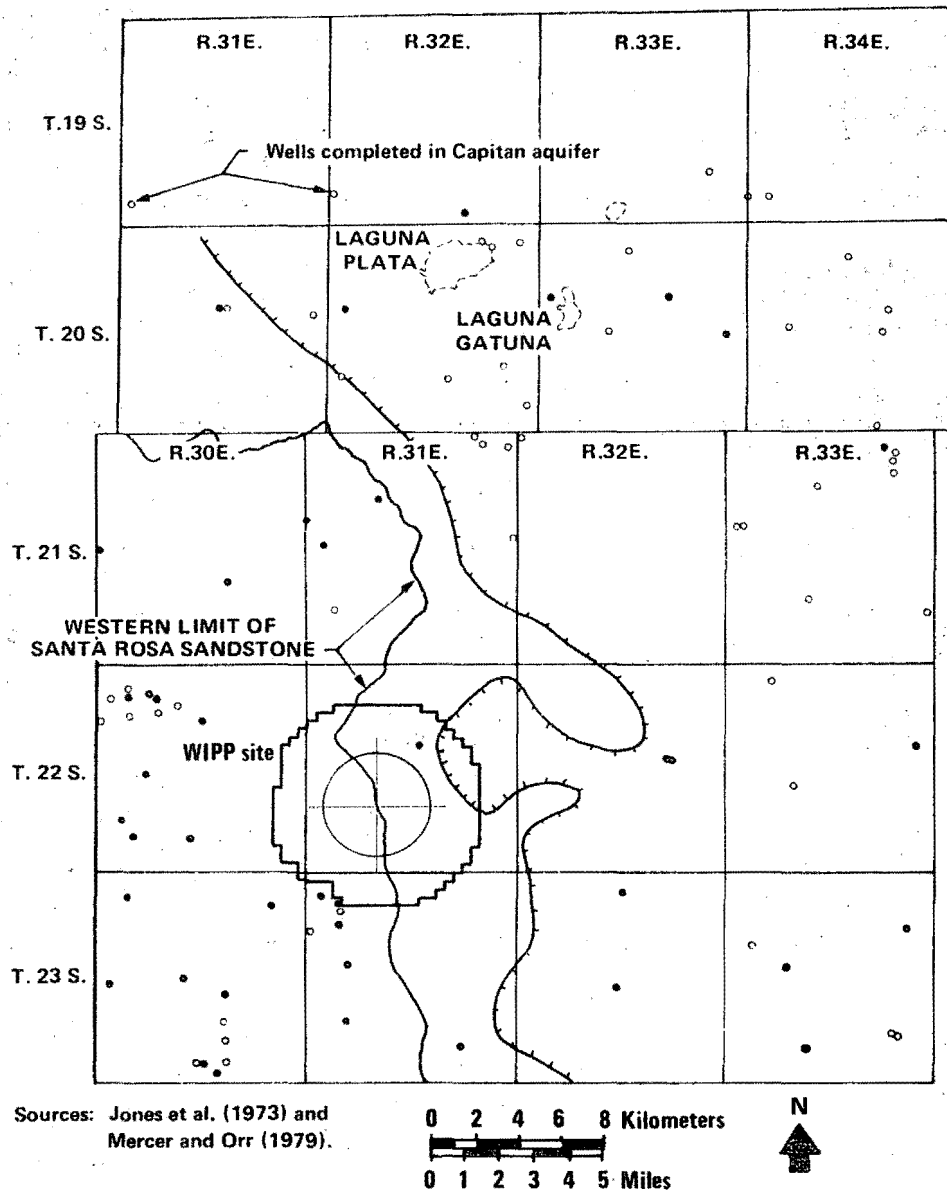 R.31E. R.32E. R.33E. R.34E.
T.19 S.
Wells completed in Capitan aquifer
LAGUNA
PLATA
T. 20 S.
LAGUNA
GATUNA
R.30E. R.31E. R.32E. R.33E.
T. 21 S.
WESTERN LIMIT OF
SANTA ROSA SANDSTONE
WIPP site
T. 22 S.
T. 23 S.
Sources: Jones et al. (1973) and
Mercer and Orr (1979).
0 2 4 6 8 Kilometers
0 1 2 3 4 5 Miles
N